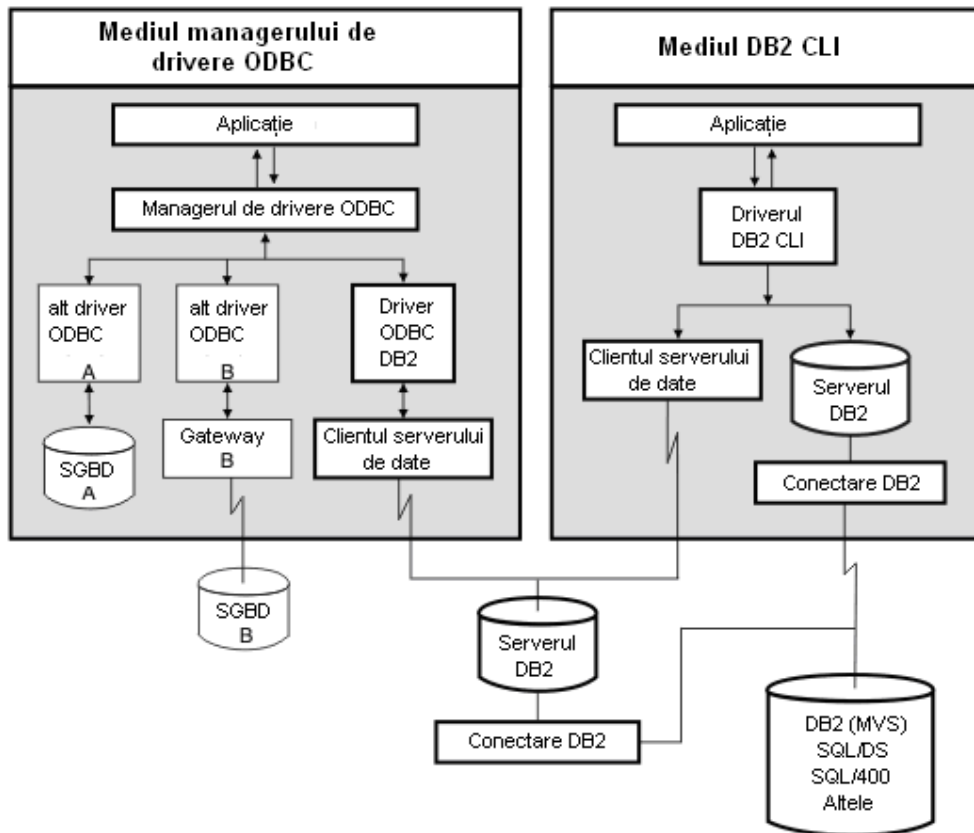 Mediul managerului de
drivere ODBC
Aplicație
Managerul de drivere ODBC
alt driver
ODBC
A
alt driver
ODBC
B
Driver
ODBC
DB2
SGBD
A
Gateway
B
Clientul serverului
de date
SGBD
B
Mediul DB2 CLI
Aplicație
Driverul
DB2 CLI
Clientul serverului
de date
Serverul
DB2
Conectare DB2
Serverul
DB2
Conectare DB2
DB2 (MVS)
SQL/DS
SQL/400
Altele